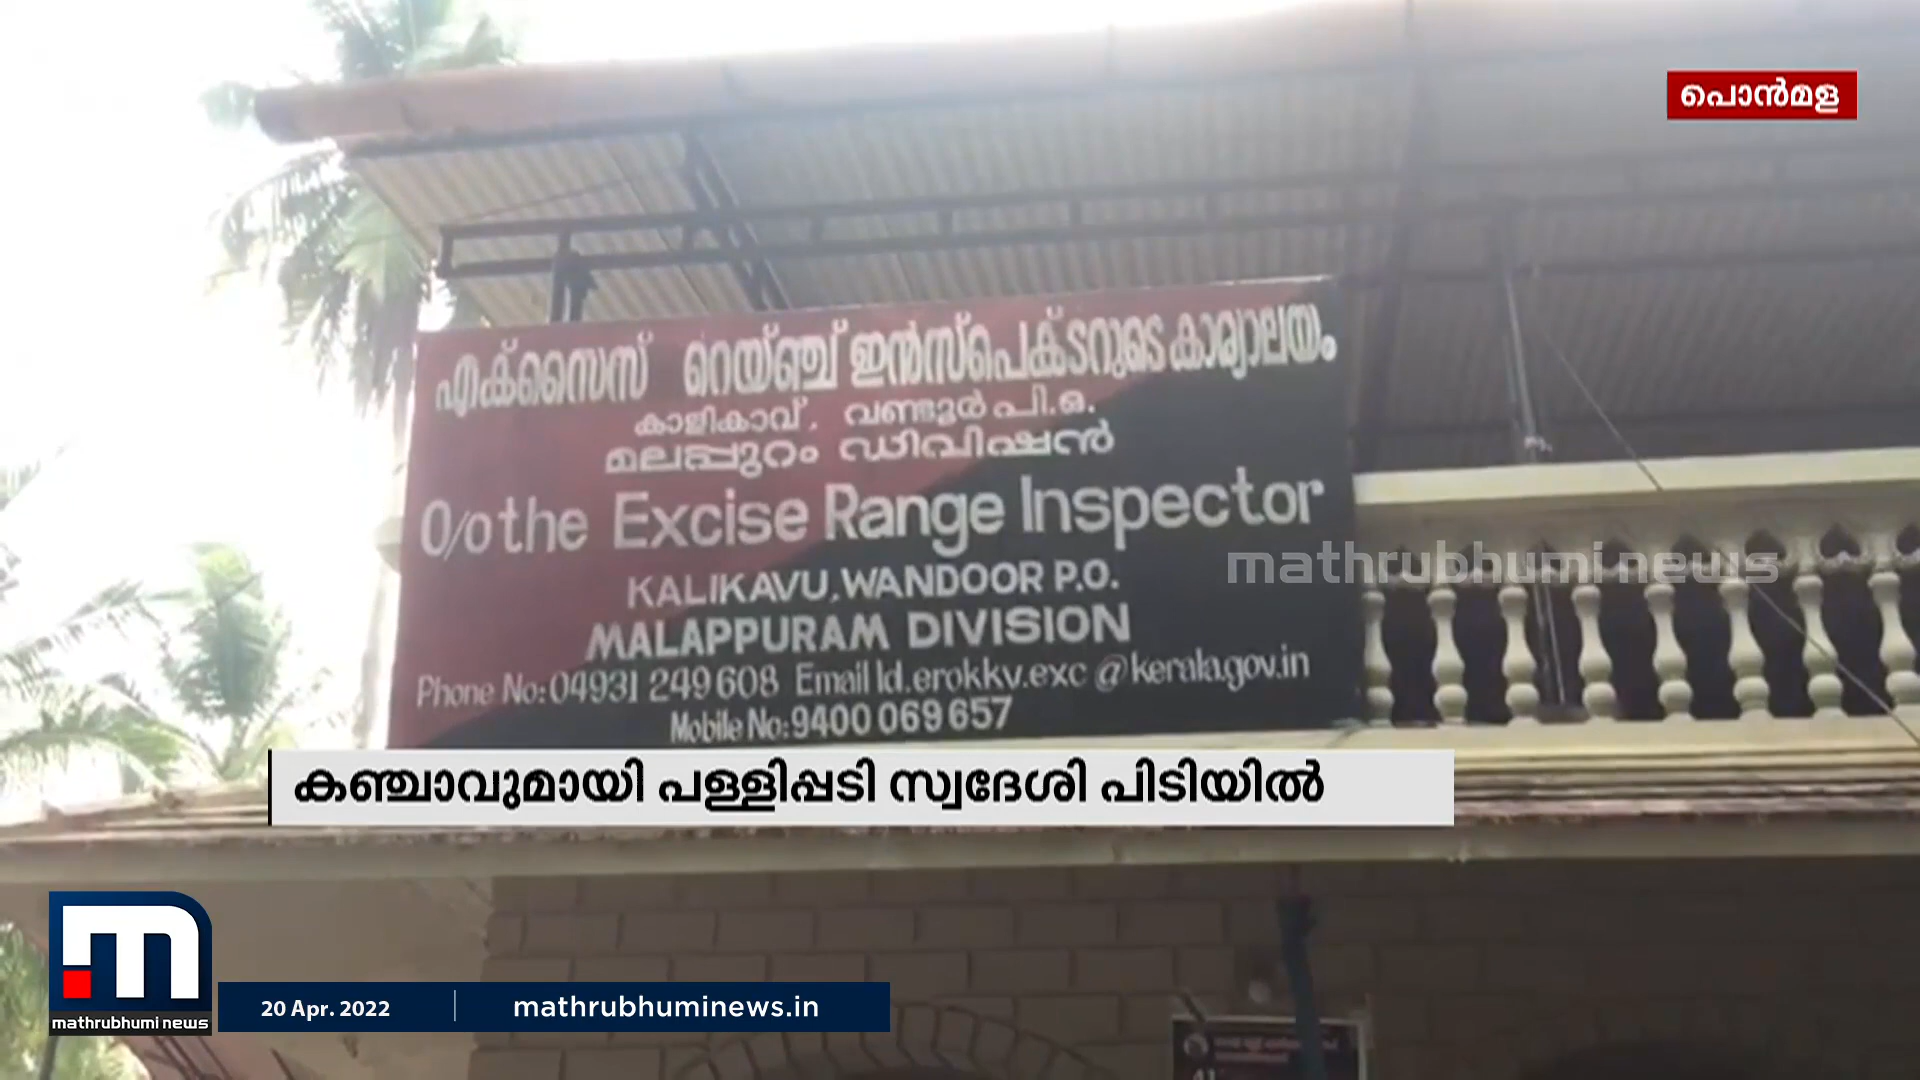 പൊൻമള
എക്സൈസ് റെയ്ഞ്ച് ഇൻസ്പെക്ടറുടെ കാര്യാലയം
കാളികാവ്, വണ്ടൂർ പി.ഒ.
മലപ്പുറം ഡിവിഷൻ
O/o the Excise Range Inspector
mathrubhumi news
KALIKAVU, WANDOOR P.O.
MALAPPURAM DIVISION
Phone No: 04931 249 608 Email Id. erokkv.exc @kerala.gov.in
Mobile No: 9400 069 657
കഞ്ചാവുമായി പള്ളിപ്പടി സ്വദേശി പിടിയിൽ
mathrubhumi news
20 Apr. 2022
mathrubhuminews.in
41